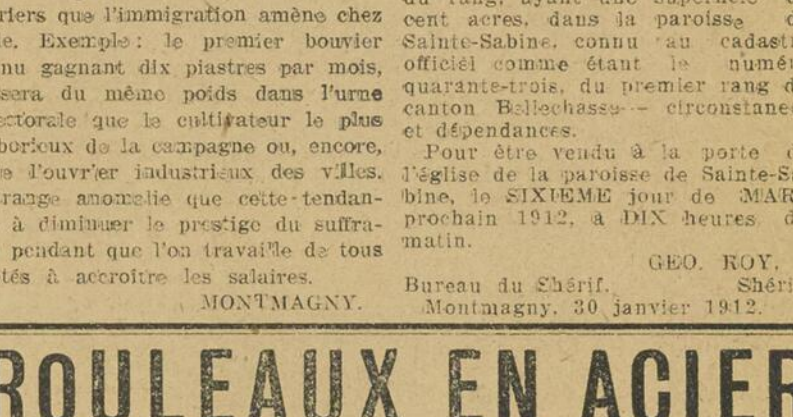 riers que l'immigration amène chez
e. Exemple: le premier bouvier
nu gagnant dix piastres par mois,
sera du même poids dans l'urne
ectorale que le cultivateur le plus
borieux de la campagne ou, encore,
e l'ouvrier industrieux des villes.
range anomalie que cette tendan-
à diminuer le prestige du suffra-
pendant que l'on travaille de tous
tés à accroître les salaires.
MONTMAGNY.
du rang, ayant une
cent acres, dans la paroisse
Sainte-Sabine, connu au cadast
officiel comme étant le numé
quarante-trois, du premier rang d
canton Bellechasse — circonstance
et dépendances.
Pour être vendu à la porte
l'église de la paroisse de Sainte-S
bine, le SIXIEME jour de MAR
prochain 1912, à DIX heures d
matin.
GEO. ROY,
Bureau du Shérif. Shéri
Montmagny, 30 janvier 1912.
ROULEAUX EN ACIER